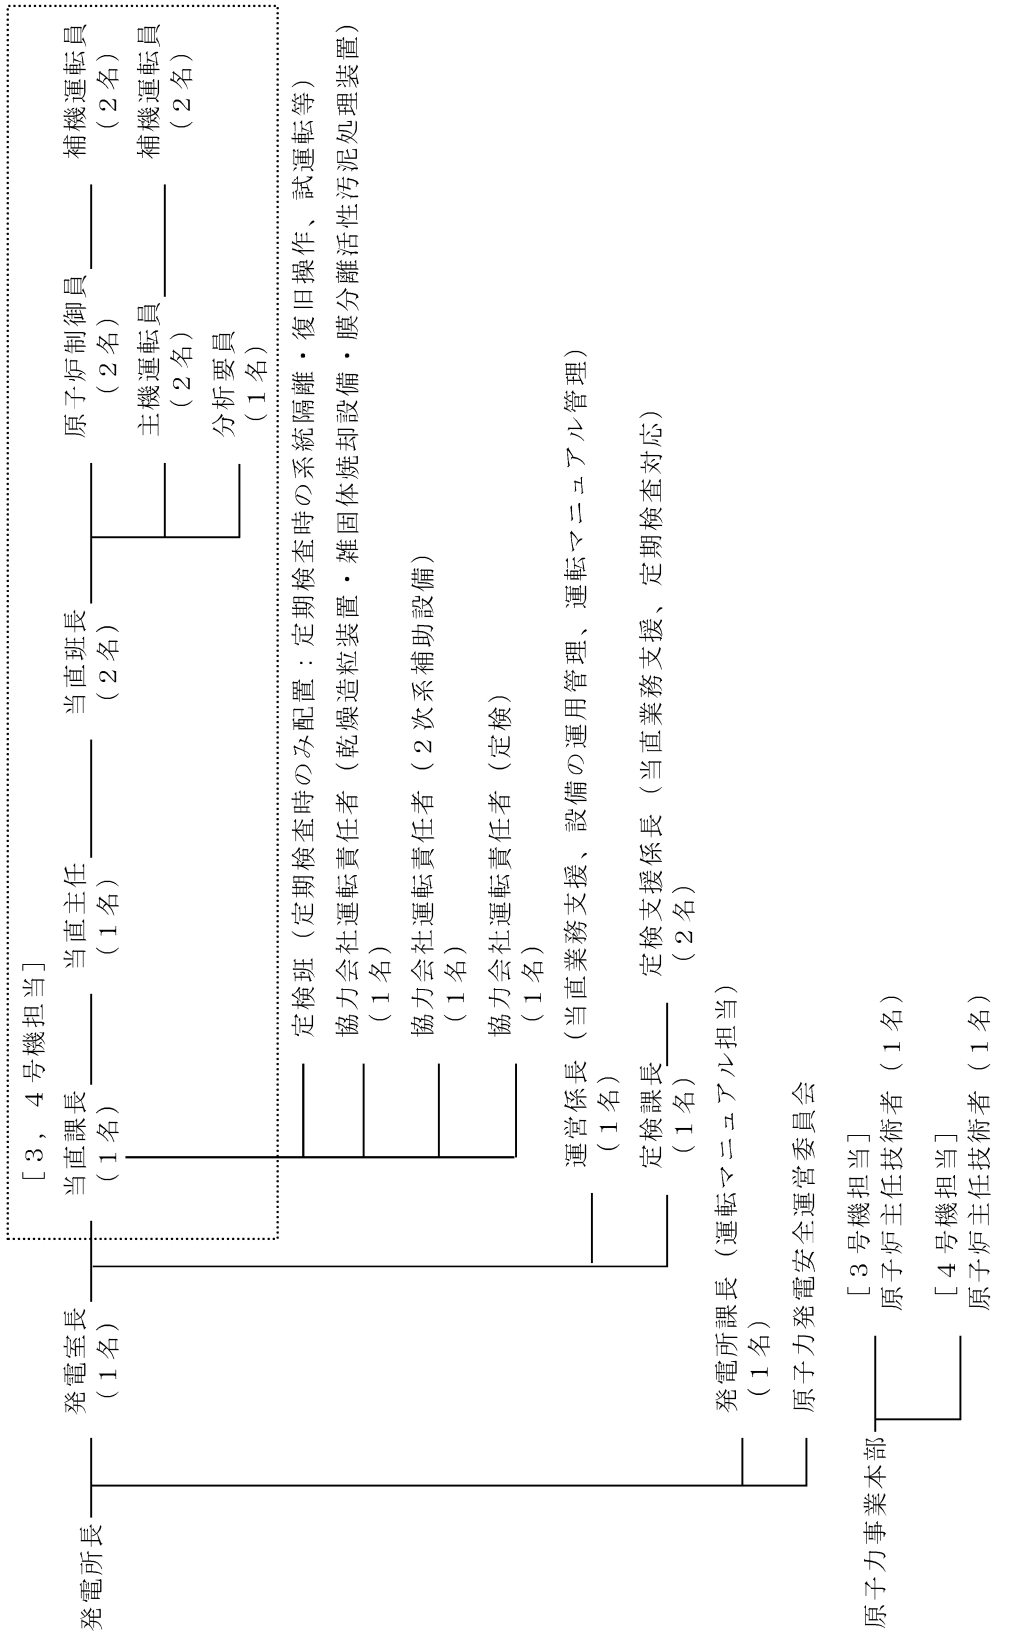 ［３，４号機担当］
発電所長
発電室長
（１名）
当直課長
（１名）
当直主任
（１名）
当直班長
（２名）
原子炉制御員
（２名）
補機運転員
（２名）
主機運転員
（２名）
補機運転員
（２名）
分析要員
（１名）
定検班（定期検査時のみ配置：定期検査時の系統隔離・復旧操作、試運転等）
協力会社運転責任者（乾燥造粒装置・雑固体焼却設備・膜分離活性汚泥処理装置）
（１名）
協力会社運転責任者（２次系補助設備）
（１名）
協力会社運転責任者（定検）
（１名）
運営係長（当直業務支援、設備の運用管理、運転マニュアル管理）
（１名）
定検課長
（１名）
定検支援係長（当直業務支援、定期検査対応）
（２名）
発電所課長（運転マニュアル担当）
（１名）
原子力発電安全運営委員会
原子力事業本部
［３号機担当］
原子炉主任技術者（１名）
［４号機担当］
原子炉主任技術者（１名）